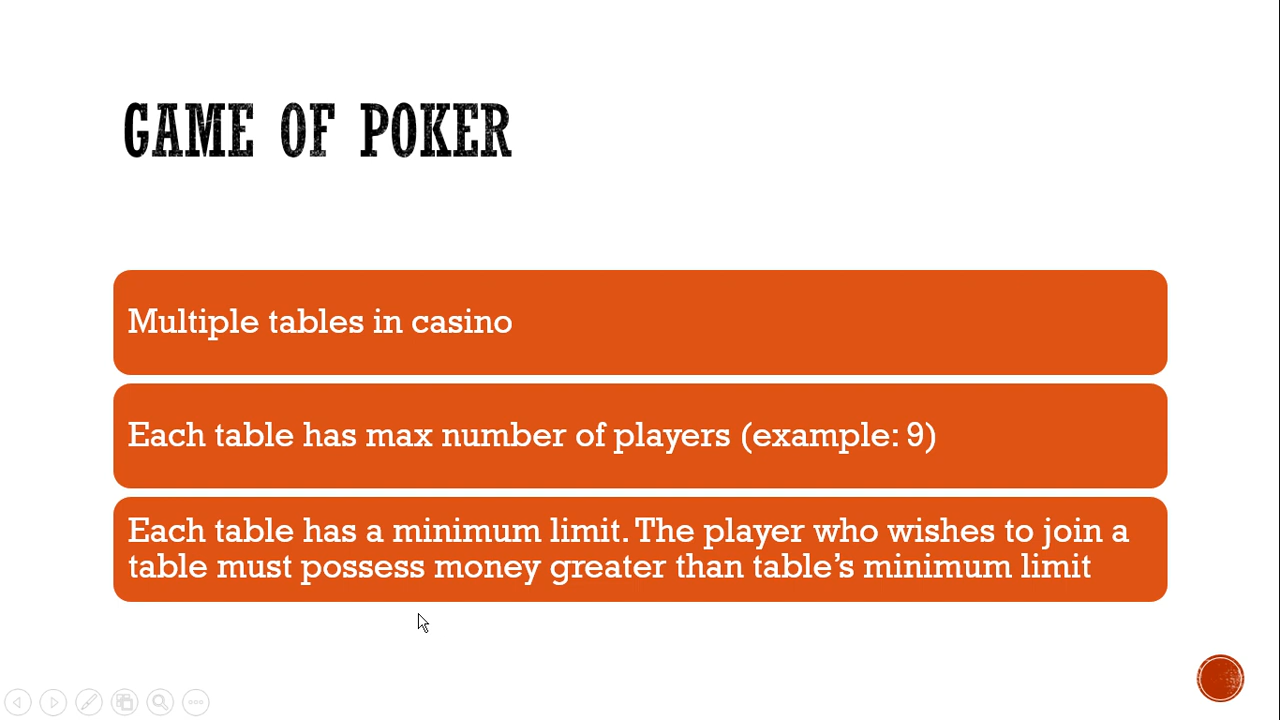 GAME OF POKER
Multiple tables in casino
Each table has max number of players (example: 9)
Each table has a minimum limit. The player who wishes to join a
table must possess money greater than table’s minimum limit